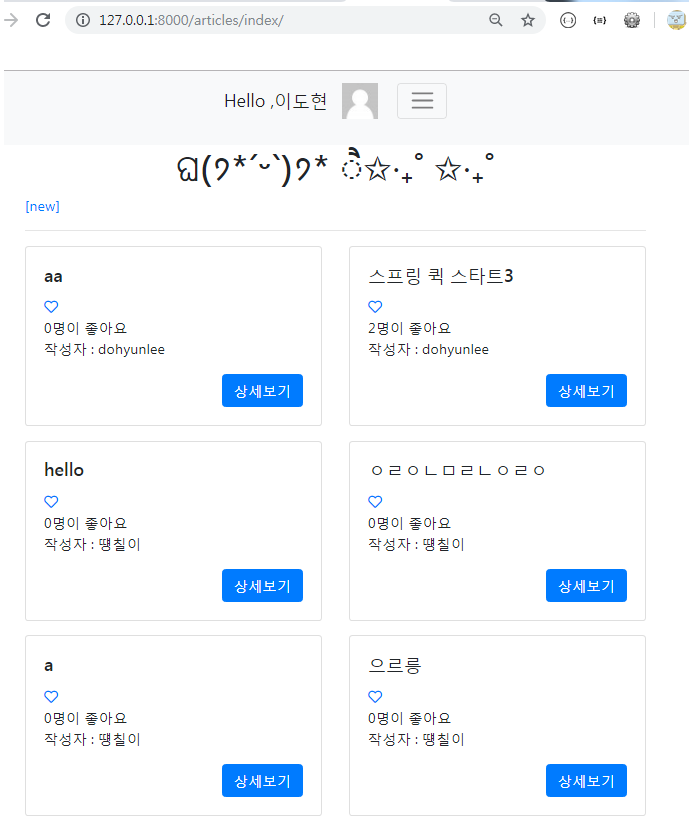 127.0.0.1:8000/articles/index/
Hello ,이도현
ଘ(੭*ˊᵕˋ)੭* ੈ✩‧₊˚ ✩‧₊˚
[new]
aa
0명이 좋아요
작성자 : dohyunlee
상세보기
스프링 퀵 스타트3
2명이 좋아요
작성자 : dohyunlee
상세보기
hello
0명이 좋아요
작성자 : 땡칠이
상세보기
ㅇㄹㅇㄴㅁㄹㄴㅇㄹㅇ
0명이 좋아요
작성자 : 땡칠이
상세보기
a
0명이 좋아요
작성자 : 땡칠이
상세보기
으르릉
0명이 좋아요
작성자 : 땡칠이
상세보기